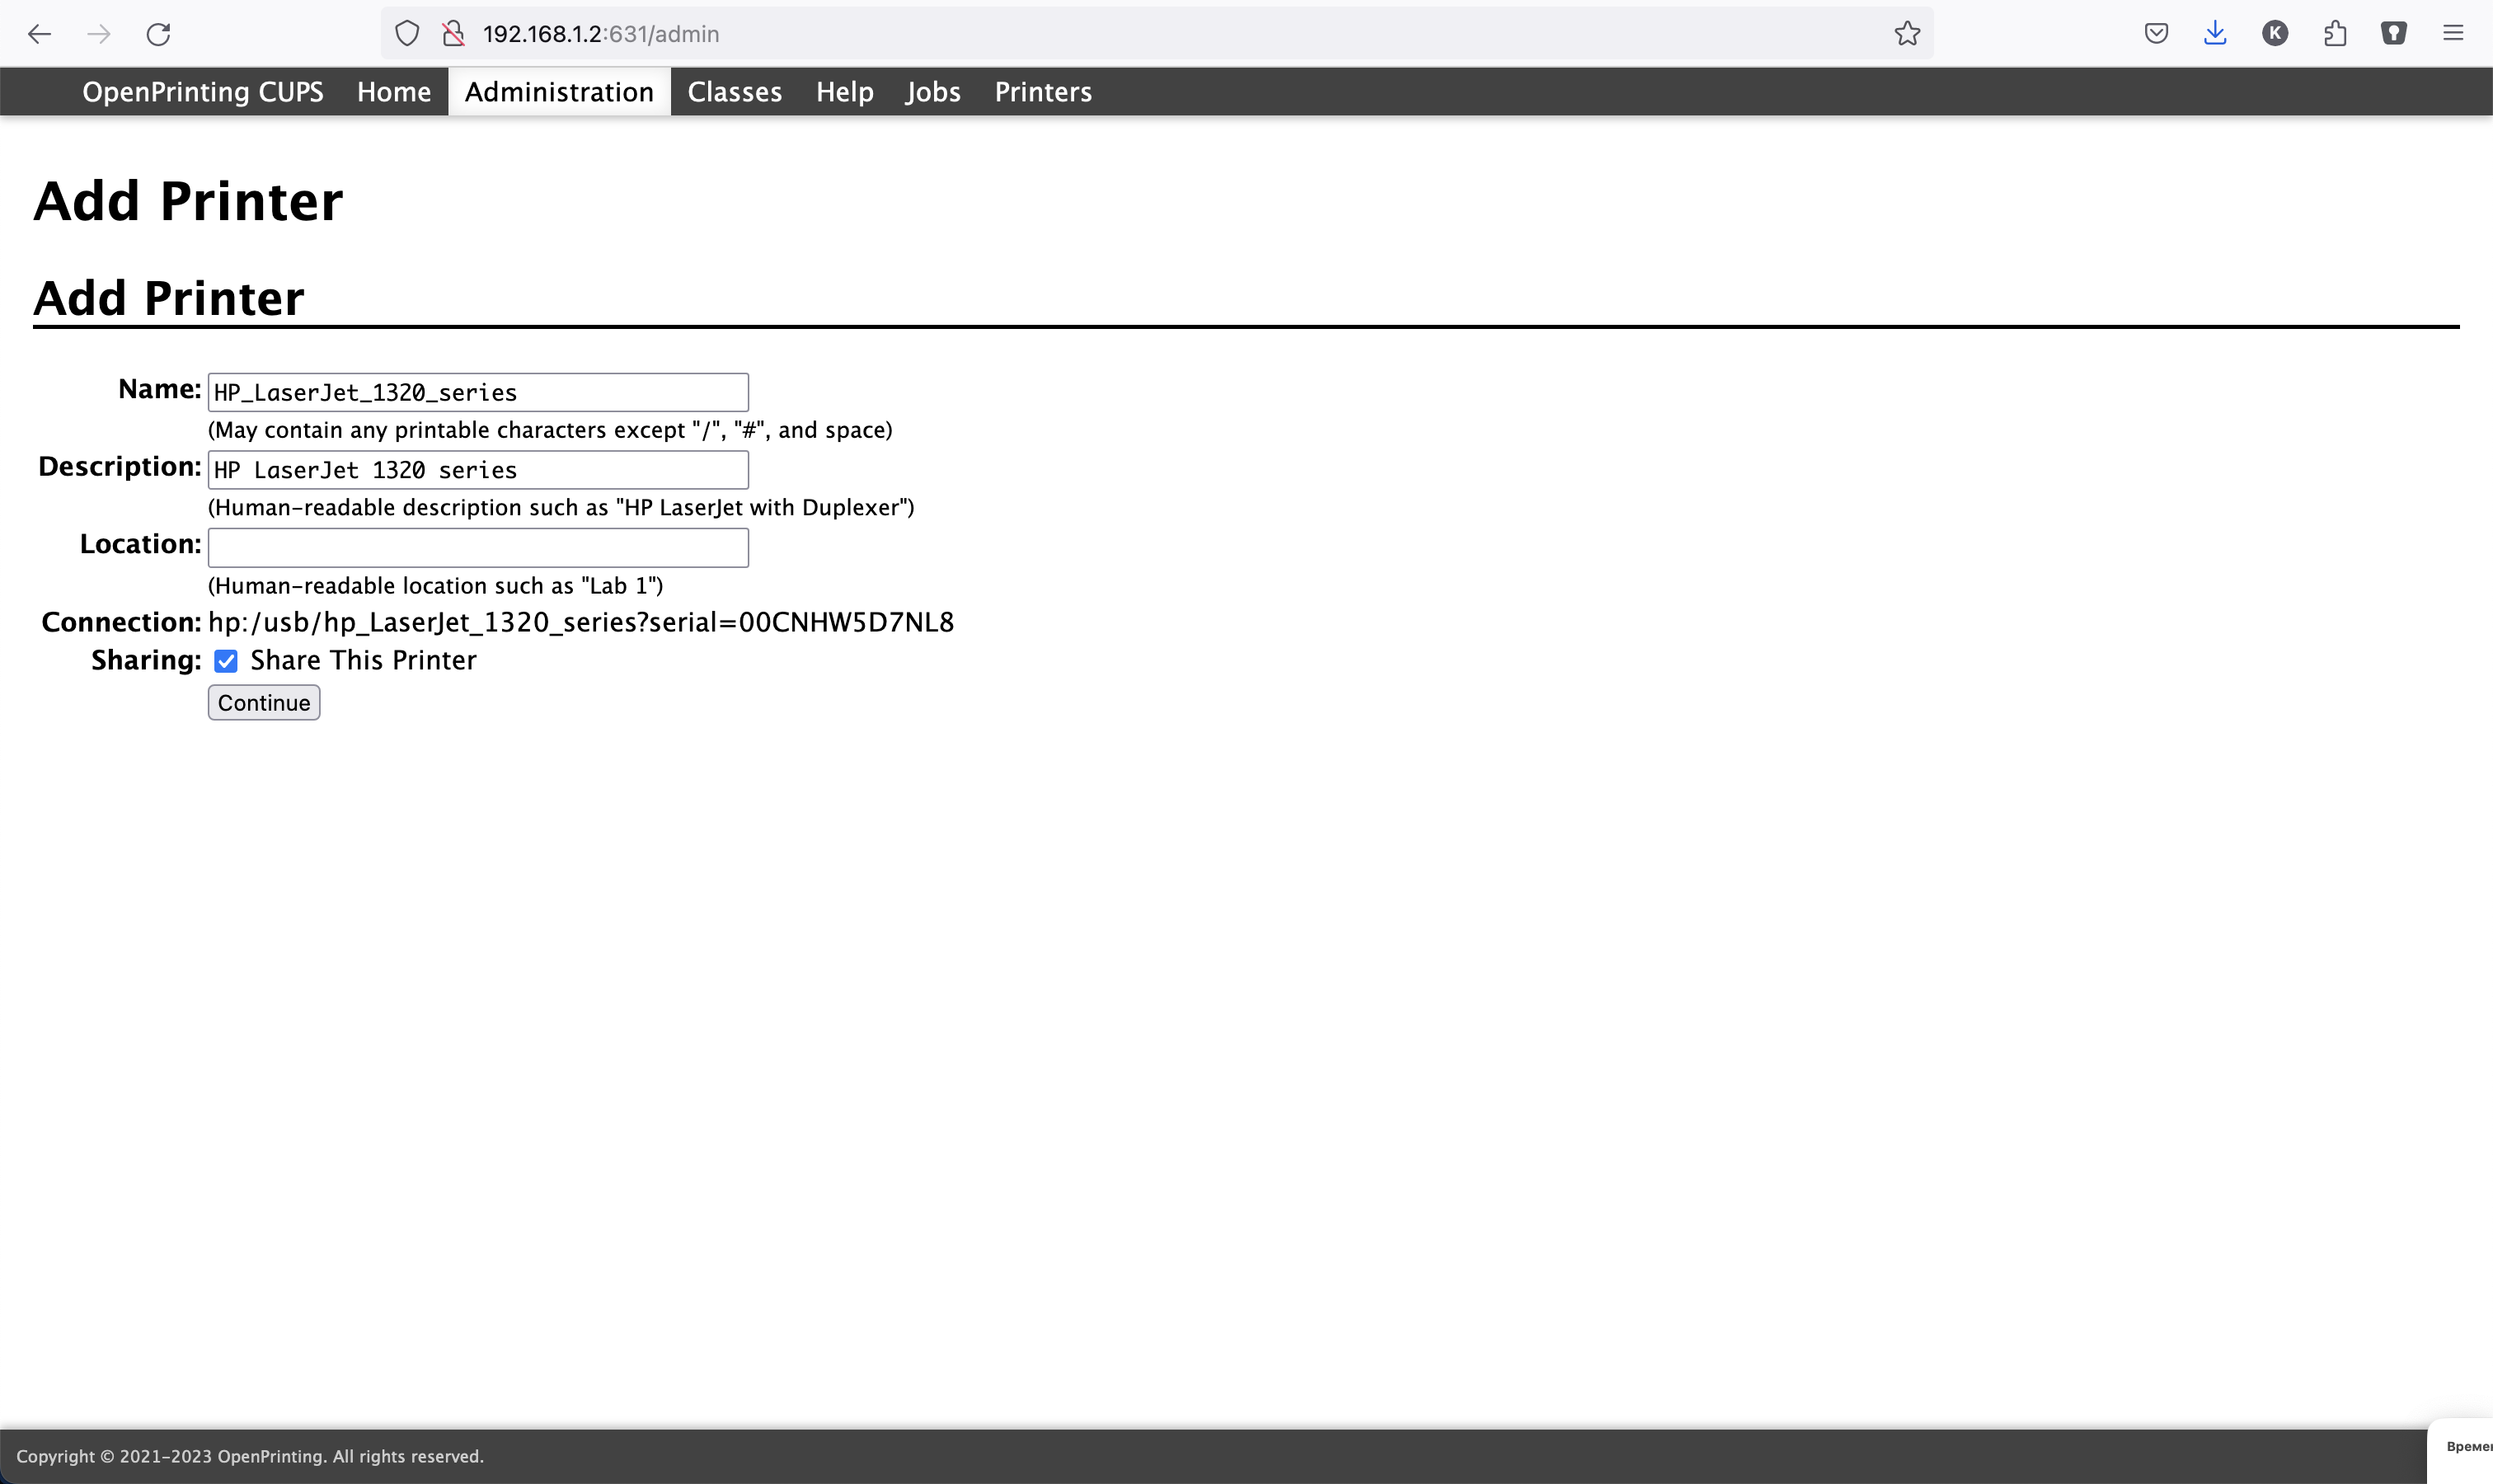 192.168.1.2:631/admin
K
OpenPrinting CUPS Home Administration Classes Help Jobs Printers
Add Printer
Add Printer
Name: HP_LaserJet_1320_series
(May contain any printable characters except "/", "#", and space)
Description: HP LaserJet 1320 series
(Human-readable description such as "HP LaserJet with Duplexer")
Location:
(Human-readable location such as "Lab 1")
Connection: hp:/usb/hp_LaserJet_1320_series?serial=00CNHW5D7NL8
Sharing: Share This Printer
Continue
Copyright © 2021-2023 OpenPrinting. All rights reserved.